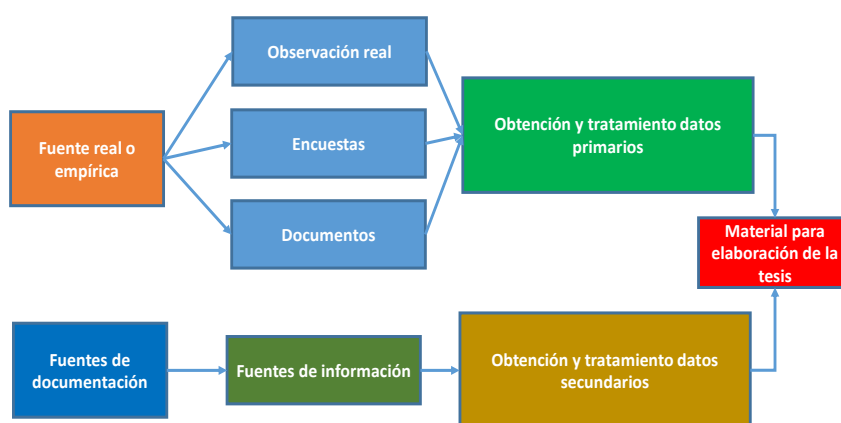 Observación real
Fuente real o
empírica
Encuestas
Documentos
Obtención y tratamiento datos
primarios
Material para
elaboración de la
tesis
Fuentes de
documentación
Fuentes de información
Obtención y tratamiento datos
secundarios